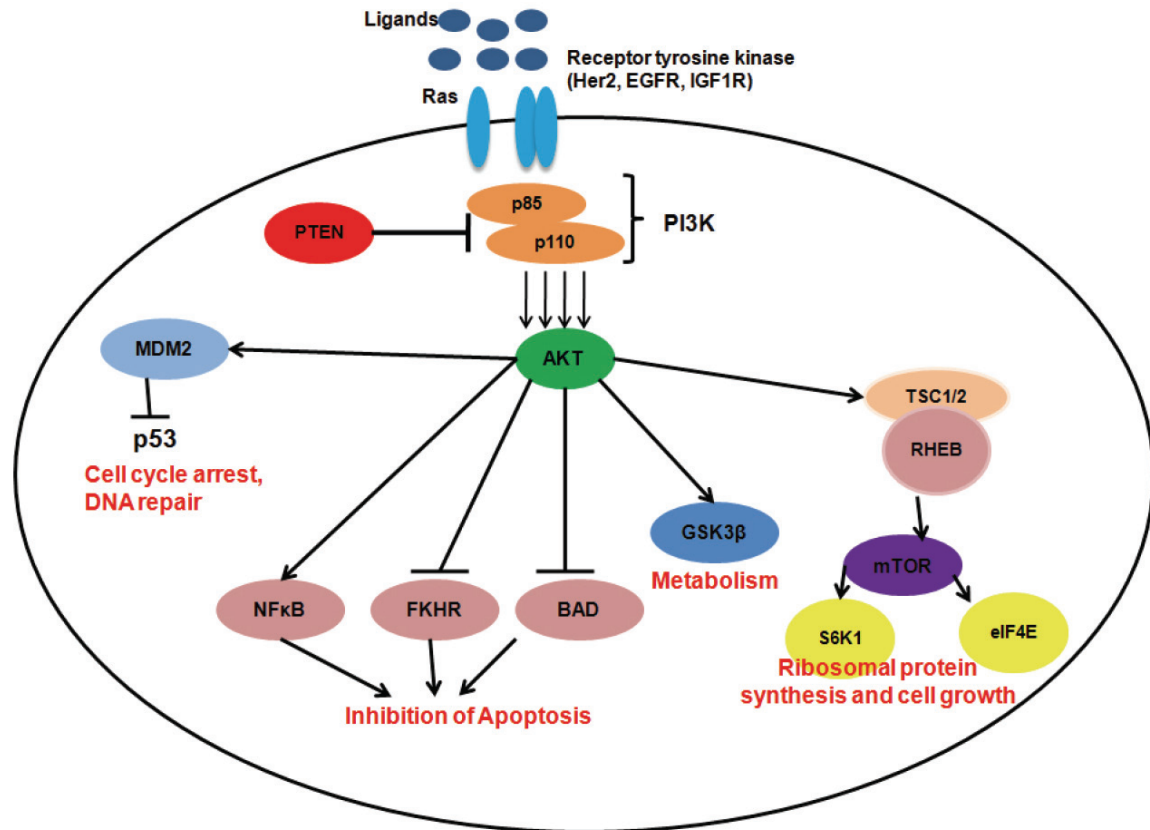 Ligands
Receptor tyrosine kinase
(Her2, EGFR, IGF1R)
Ras
p85
PI3K
PTEN
p110
MDM2
AKT
TSC1/2
p53
RHEB
Cell cycle arrest,
DNA repair
GSK3β
mTOR
Metabolism
NFκB
FKHR
BAD
S6K1
eIF4E
Ribosomal protein
synthesis and cell growth
Inhibition of Apoptosis